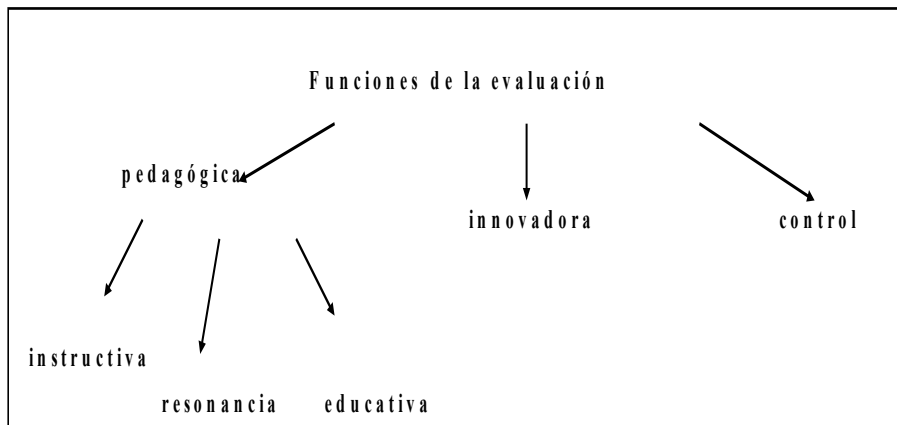 Funciones de la evaluación
pedagógica
innovadora
control
instructiva
resonancia
educativa